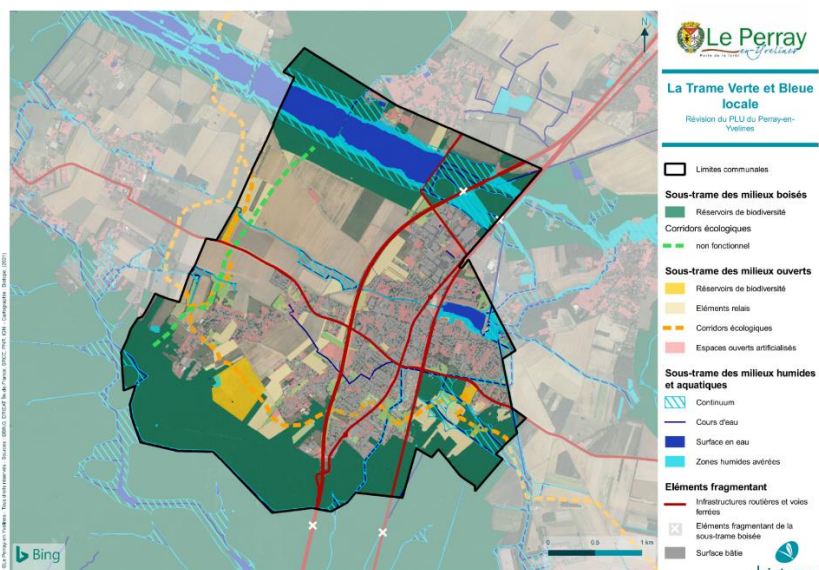 N
Le Perray
en-Yvelines
Porte de la forêt
La Trame Verte et Bleue
locale
Révision du PLU du Perray-en-
Yvelines
Limites communales
Sous-trame des milieux boisés
Réservoirs de biodiversité
Corridors écologiques
non fonctionnel
Sous-trame des milieux ouverts
Réservoirs de biodiversité
Eléments relais
Corridors écologiques
Espaces ouverts artificialisés
Sous-trame des milieux humides
et aquatiques
Continuum
Cours d'eau
Surface en eau
Zones humides avérées
Eléments fragmentant
Infrastructures routières et voies
ferrées
Eléments fragmentant de la
sous-trame boisée
Surface bâtie
0 0.5 1 km
Bing